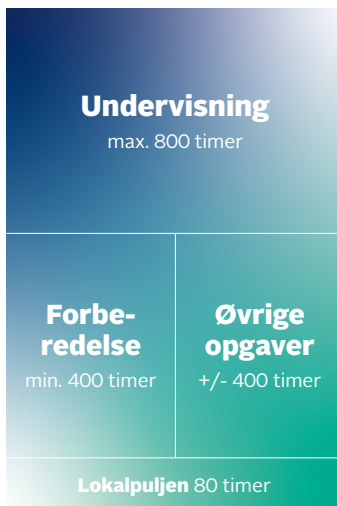 Undervisning
max. 800 timer
Forbe-
redelse
min. 400 timer
Øvrige
opgaver
+/- 400 timer
Lokalpuljen 80 timer